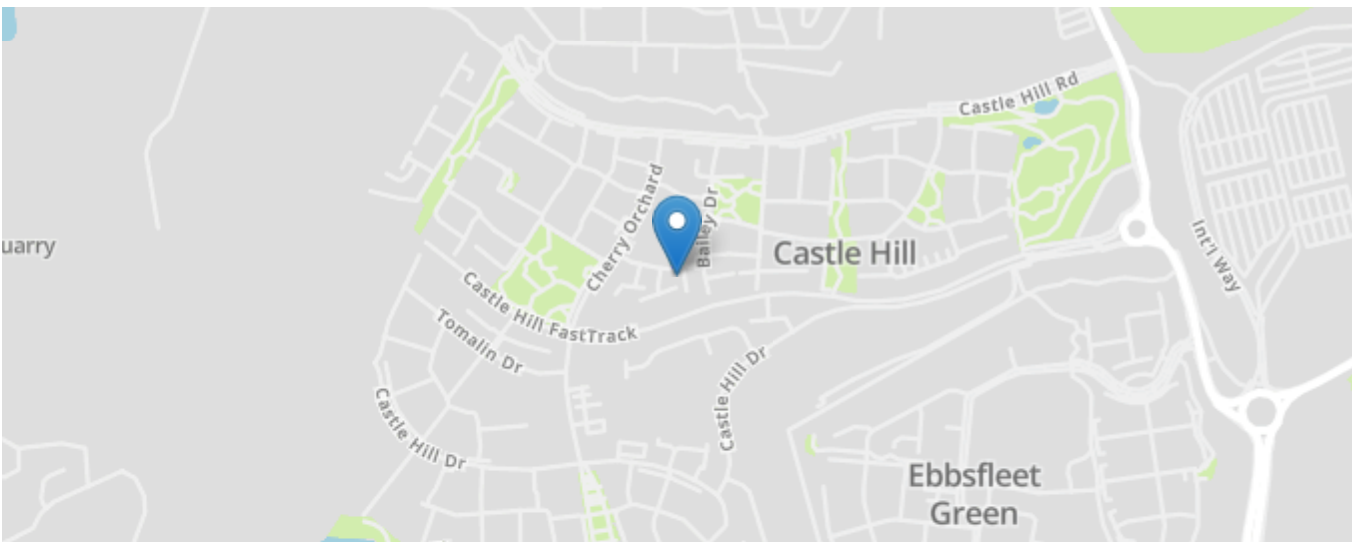 Castle Hill Rd
Cherry Orchard
Bailey Dr
uarry
Castle Hill
Int'l Way
Castle Hill FastTrack
Tomalin Dr
Castle Hill Dr
Castle Hill Dr
Ebbsfleet
Green